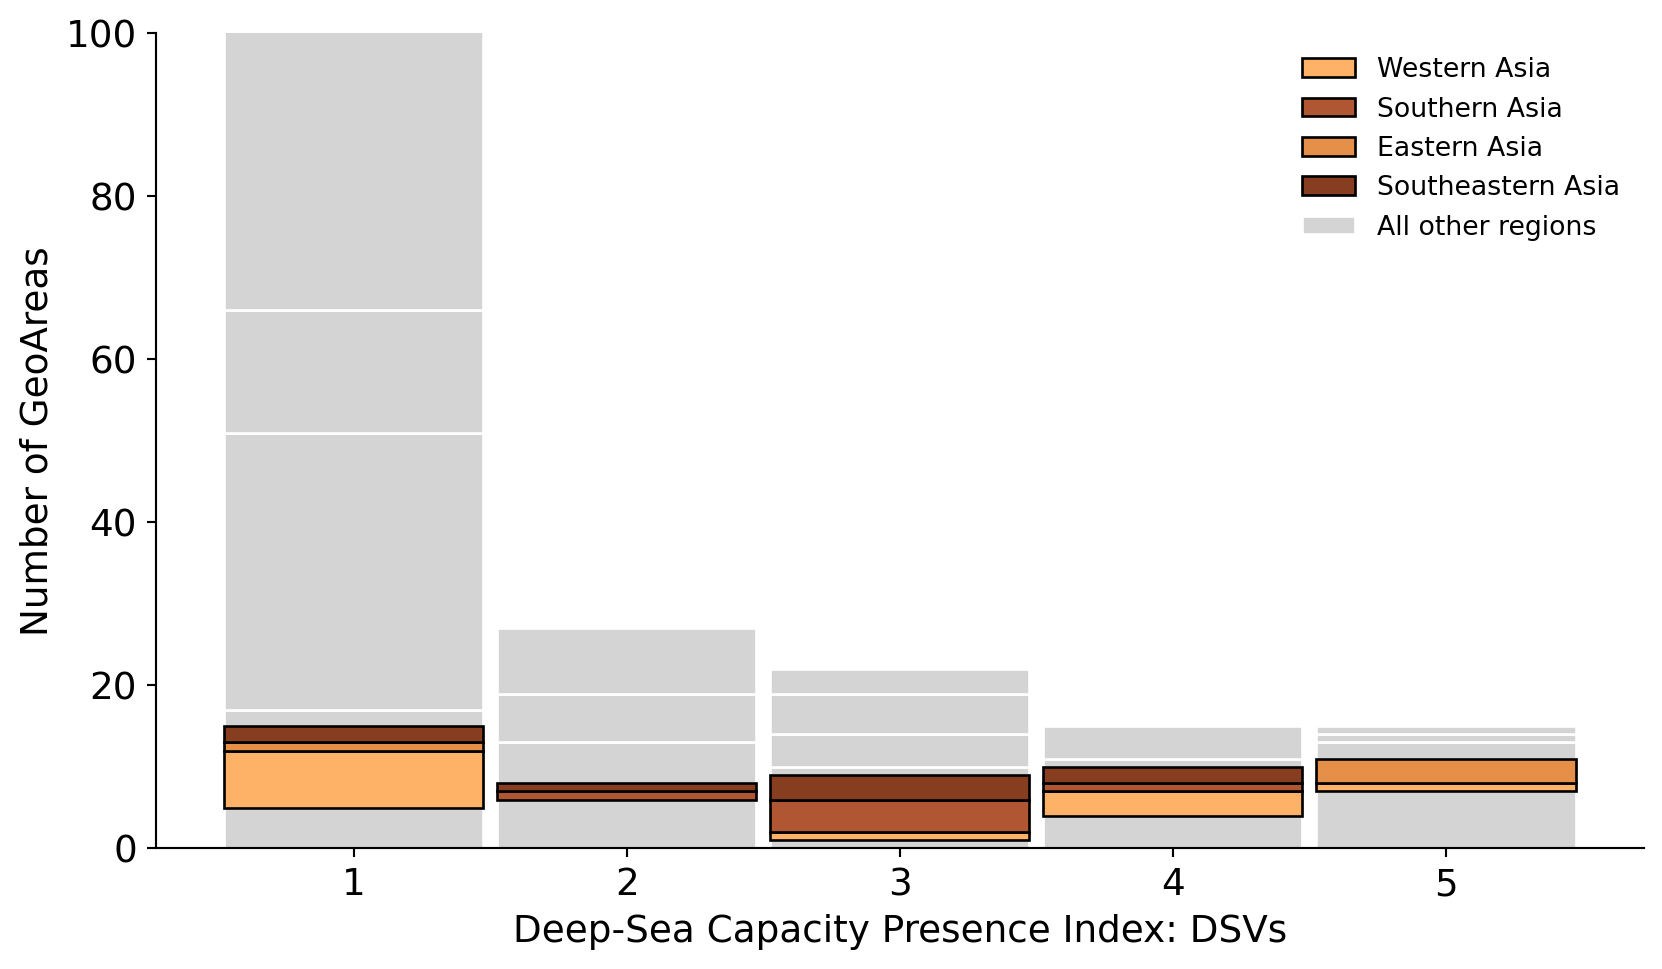 100
80
60
40
20
0
Number of GeoAreas
1 2 3 4 5
Deep-Sea Capacity Presence Index: DSVs
Western Asia
Southern Asia
Eastern Asia
Southeastern Asia
All other regions